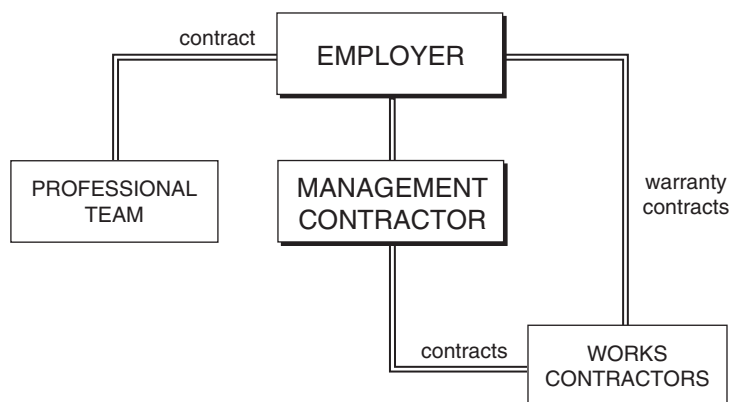 contract
EMPLOYER
PROFESSIONAL
TEAM
MANAGEMENT
CONTRACTOR
warranty
contracts
contracts
WORKS
CONTRACTORS